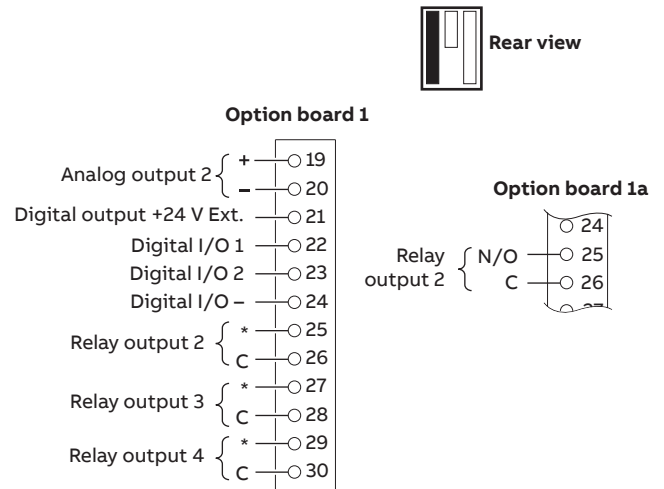 Rear view
Option board 1
Analog output 2 + 19
– 20
Digital output +24 V Ext. 21
Digital I/O 1 22
Digital I/O 2 23
Digital I/O – 24
Relay output 2 * 25
C 26
Relay output 3 * 27
C 28
Relay output 4 * 29
C 30
Option board 1a
24
Relay output 2 N/O 25
C 26